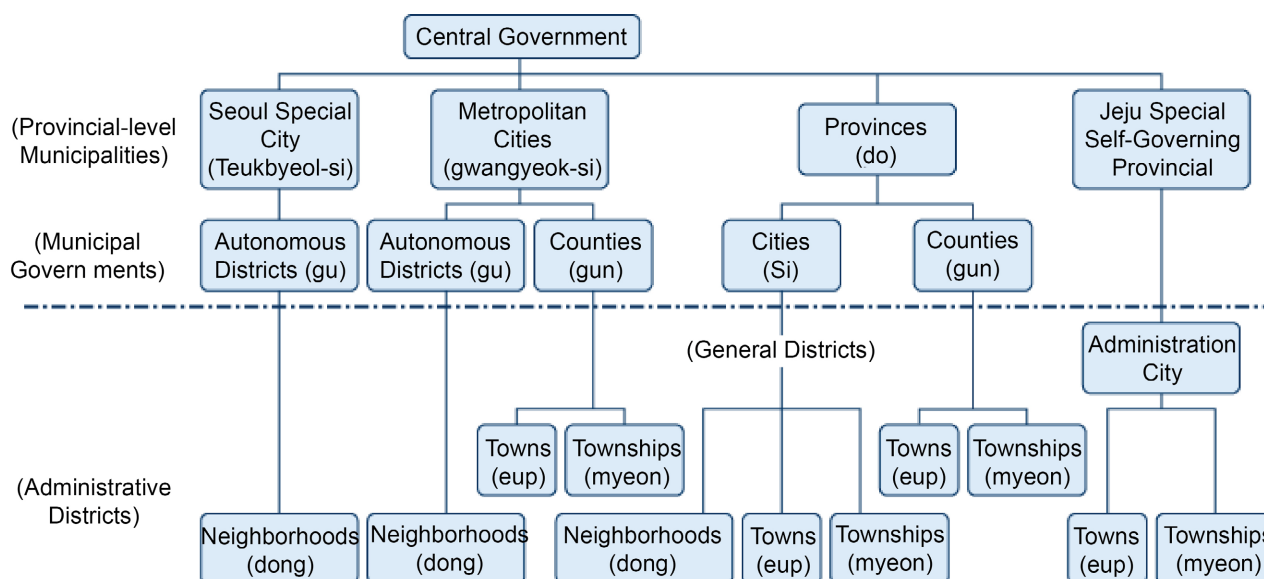 Central Government
(Provincial-level
Municipalities)
Seoul Special
City
(Teukbyeol-si)
Metropolitan
Cities
(gwangyeok-si)
Provinces
(do)
Jeju Special
Self-Governing
Provincial
(Municipal
Govern ments)
Autonomous
Districts (gu)
Autonomous
Districts (gu)
Counties
(gun)
Cities
(Si)
Counties
(gun)
(General Districts)
Administration
City
(Administrative
Districts)
Towns
(eup)
Townships
(myeon)
Towns
(eup)
Townships
(myeon)
Neighborhoods
(dong)
Neighborhoods
(dong)
Neighborhoods
(dong)
Towns
(eup)
Townships
(myeon)
Towns
(eup)
Townships
(myeon)